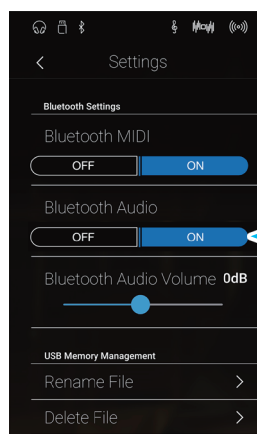 Settings
Bluetooth Settings
Bluetooth MIDI
OFF ON
Bluetooth Audio
OFF ON
Bluetooth Audio Volume 0dB
USB Memory Management
Rename File
Delete File